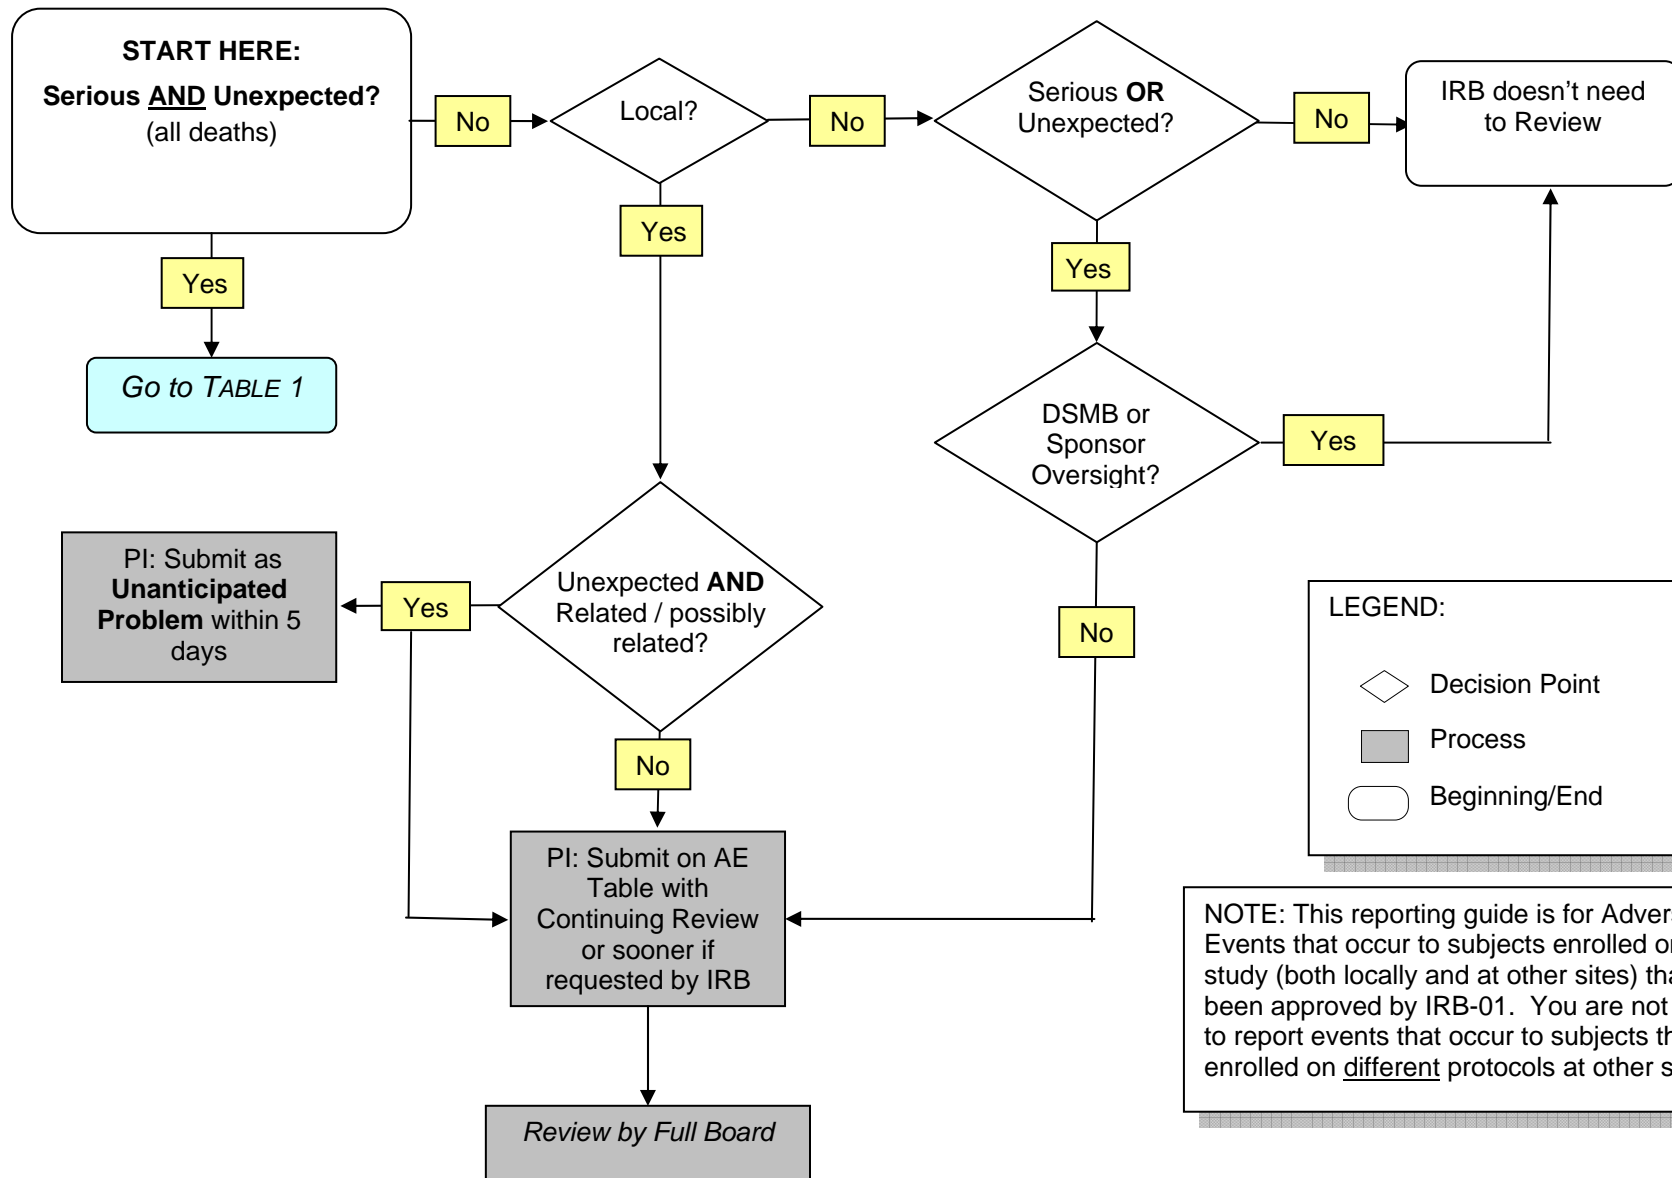 START HERE:
Serious AND Unexpected?
(all deaths)
No
Local?
No
Serious OR
Unexpected?
No
IRB doesn't need
to Review
Yes
Go to TABLE 1
Yes
Yes
DSMB or
Sponsor
Oversight?
Yes
No
Unexpected AND
Related / possibly
related?
Yes
PI: Submit as
Unanticipated
Problem within 5
days
No
PI: Submit on AE
Table with
Continuing Review
or sooner if
requested by IRB
Review by Full Board
LEGEND:
Decision Point
Process
Beginning/End
NOTE: This reporting guide is for
Events that occur to subjects enrolled
study (both locally and at other sites)
been approved by IRB-01. You are not
to report events that occur to subjects
enrolled on different protocols at other